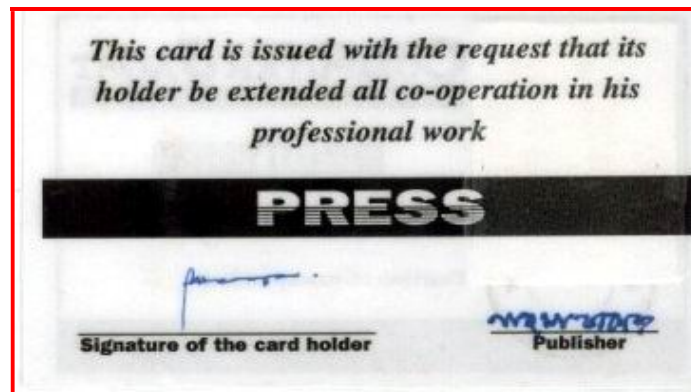 This card is issued with the request that its
holder be extended all co-operation in his
professional work
PRESS
Signature of the card holder
Publisher